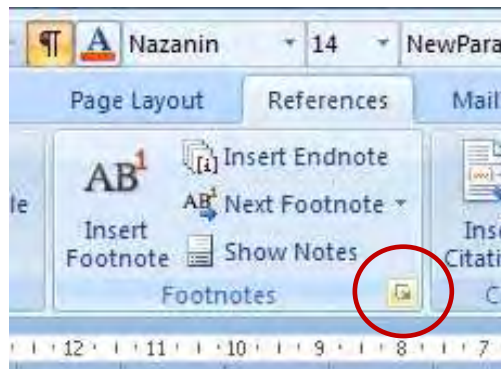 ¶ A Nazanin 14 NewPara
Page Layout References Mail
AB1 Insert Endnote
AB1 Next Footnote
Insert Footnote Show Notes
le Inse
Citati
Footnotes C
12 11 10 9 8 7